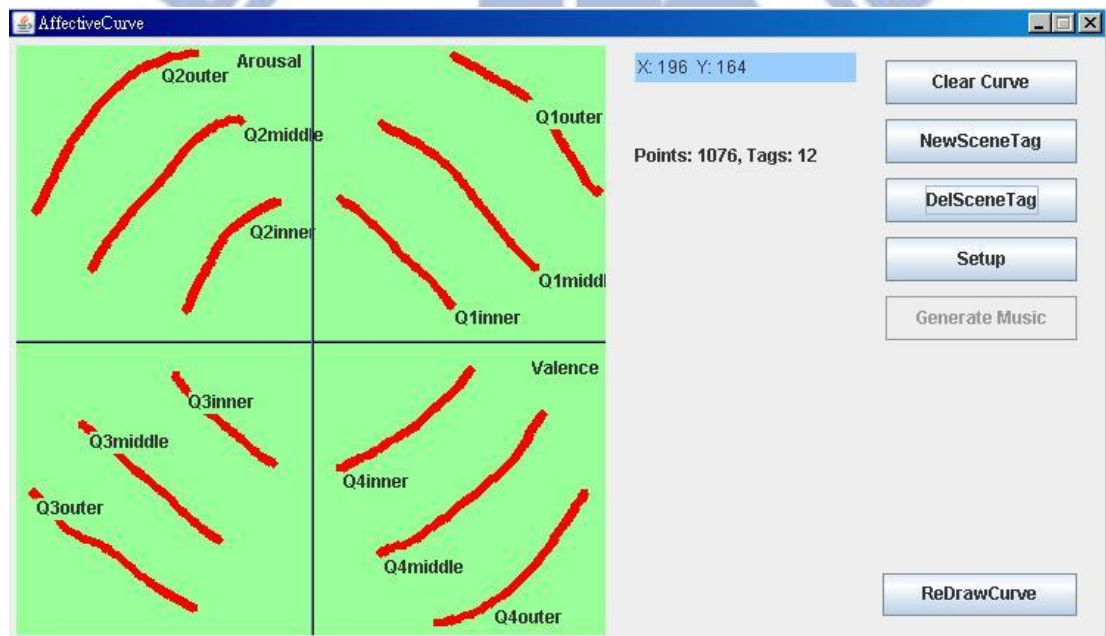 AffectiveCurve
Arousal
Q2outer
Q2middle
Q2inner
Q1outer
Q1middl
Q1inner
Valence
Q3inner
Q3middle
Q3outer
Q4inner
Q4middle
Q4outer
X: 196 Y: 164
Points: 1076, Tags: 12
Clear Curve
NewSceneTag
DelSceneTag
Setup
Generate Music
ReDrawCurve